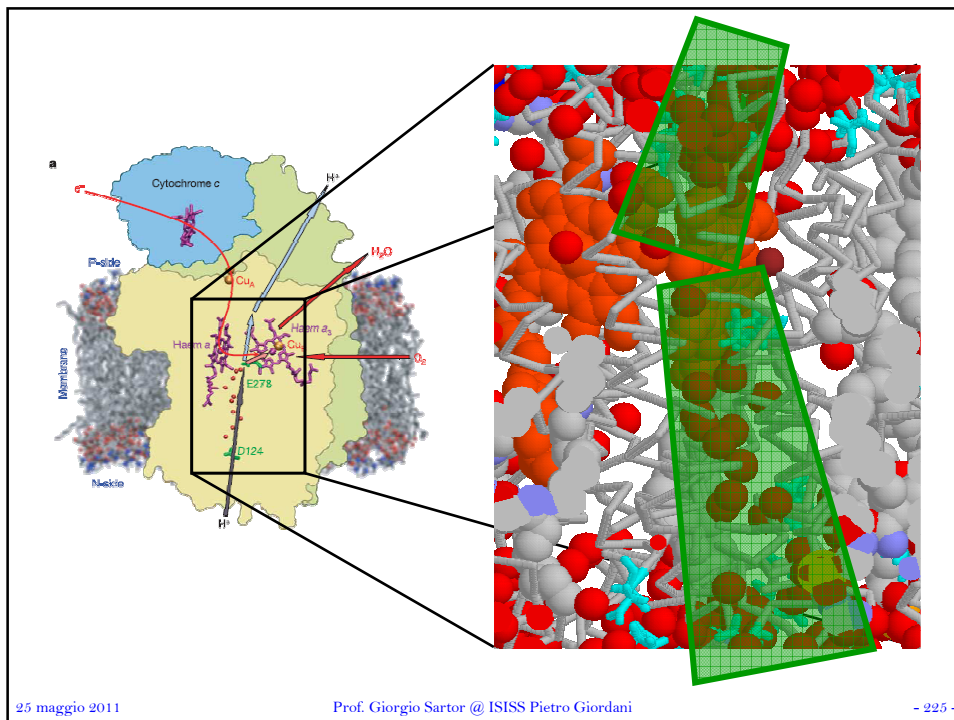 a
Cytochrome c
e⁻
H⁺
P-side
H₂O
CuA
Haem a₃
Haem a
O₂
E278
Membrane
D124
N-side
H⁺
25 maggio 2011
Prof. Giorgio Sartor @ ISISS Pietro Giordani
- 225 -